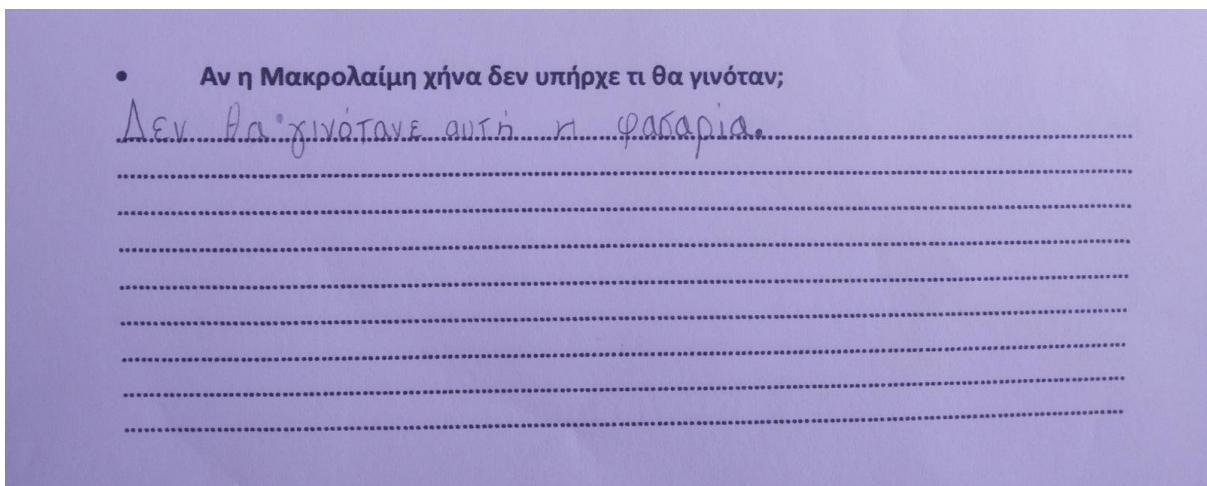 • Αν η Μακρολαίμη χήνα δεν υπήρχε τι θα γινόταν;
Δεν θα γινότανε αυτή η φασαρία.